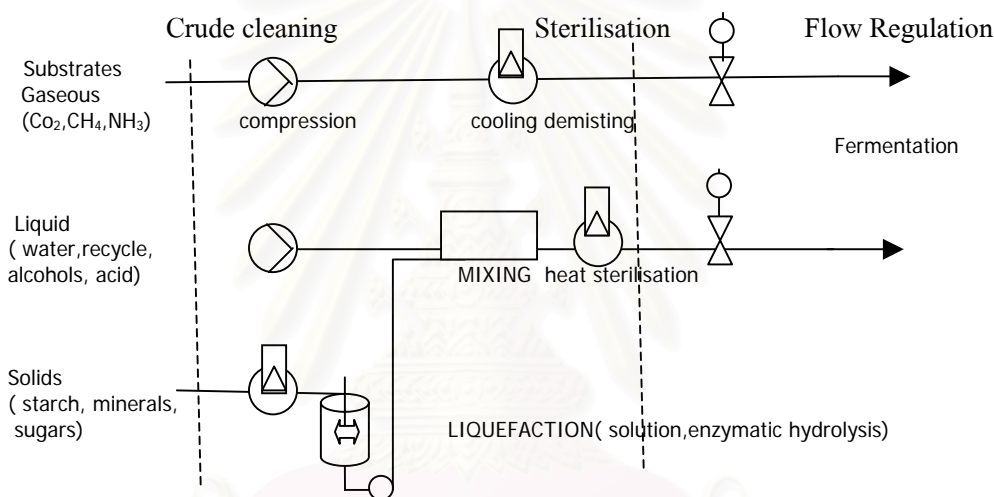 Crude cleaning Sterilisation Flow Regulation
Substrates
Gaseous
(Co₂,CH₄,NH₃)
compression cooling demisting
Fermentation
Liquid
( water,recycle,
alcohols, acid)
MIXING heat sterilisation
Solids
( starch, minerals,
sugars)
LIQUEFACTION( solution,enzymatic hydrolysis)